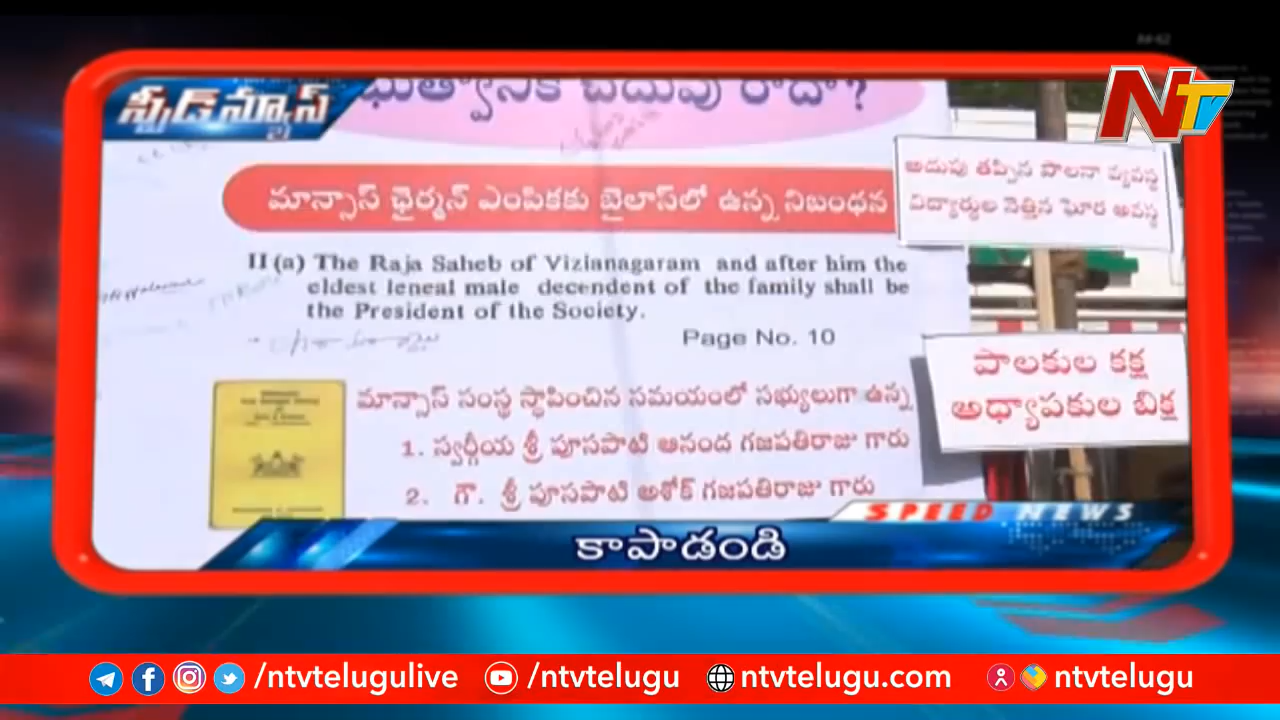 స్పీడ్ న్యూస్
NTV
చదువు రాదా?
మాన్సాస్ ఛైర్మన్ ఎంపికకు బైలాస్‌లో ఉన్న నిబంధన
II (a) The Raja Saheb of Vizianagaram and after him the
eldest leneal male decendent of the family shall be
the President of the Society.
Page No. 10
మాన్సాస్ సంస్థ స్థాపించిన సమయంలో సభ్యులుగా ఉన్న
1. స్వర్గీయ శ్రీ పూసపాటి ఆనంద గజపతిరాజు గారు
2. గౌ. శ్రీ పూసపాటి అశోక్ గజపతిరాజు గారు
అదుపు తప్పిన పాలనా వ్యవస్థ
విద్యార్థుల నెత్తిన ఘోర అవస్థ
పాలకుల కక్ష
అధ్యాపకుల బిక్ష
SPEED NEWS
కాపాడండి
/ntvtelugulive /ntvtelugu ntvtelugu.com ntvtelugu